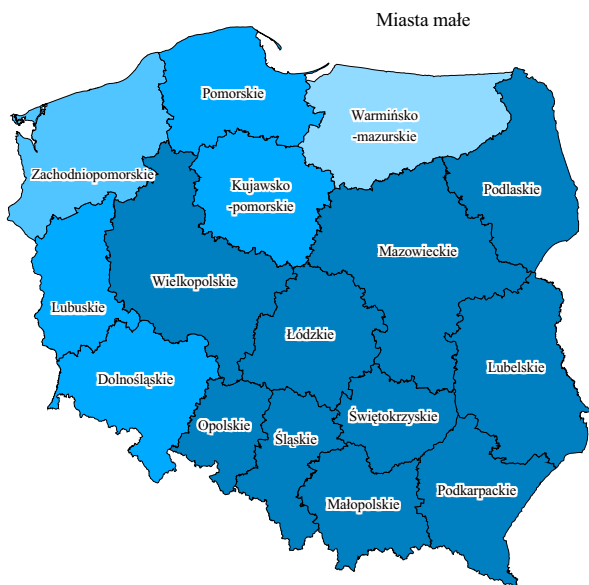 Miasta małe
Pomorskie
Warmińsko
-mazurskie
Zachodniopomorskie
Kujawsko
-pomorskie
Podlaskie
Mazowieckie
Wielkopolskie
Lubuskie
Łódzkie
Lubelskie
Dolnośląskie
Świętokrzyskie
Opolskie
Śląskie
Podkarpackie
Małopolskie